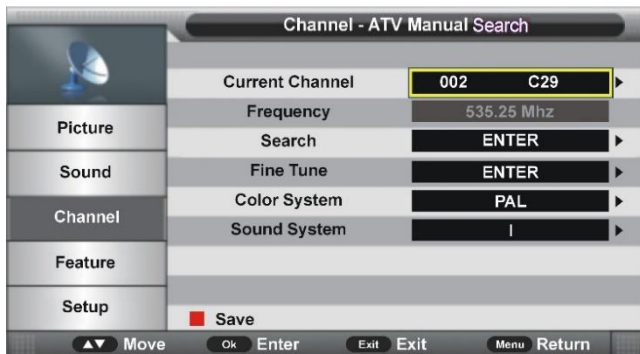 Channel - ATV Manual Search
Current Channel 002 C29
Frequency 535.25 Mhz
Search ENTER
Fine Tune ENTER
Color System PAL
Sound System I
Picture
Sound
Channel
Feature
Setup
Save
Move Ok Enter Exit Exit Menu Return